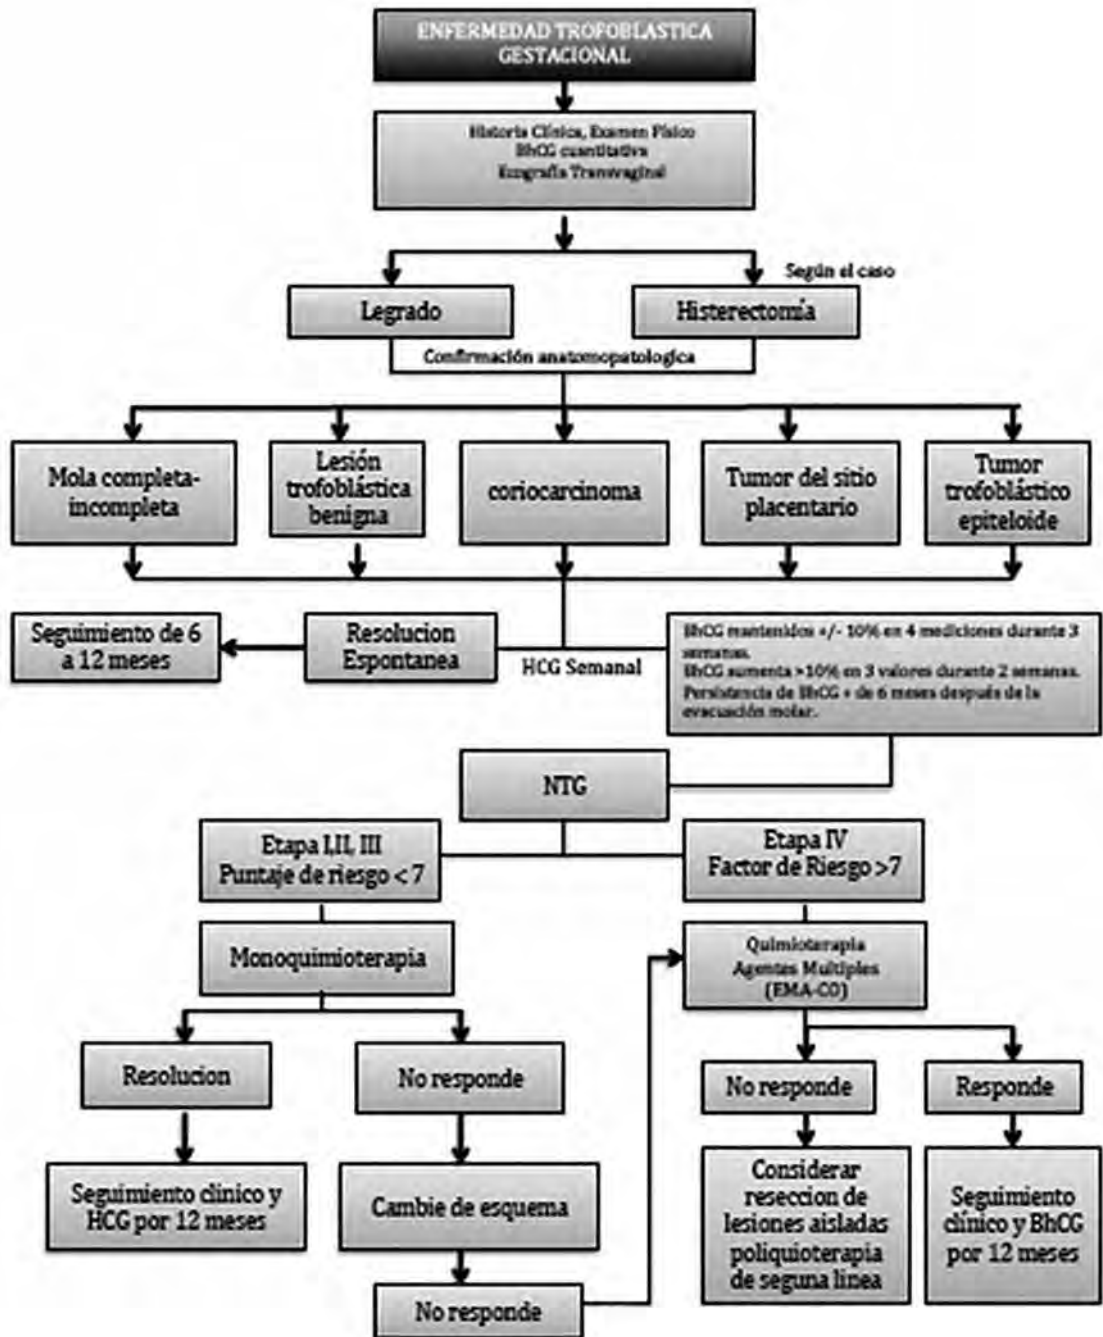 ENFERMEDAD TROFOBLASTICA
GESTACIONAL
Historia Clínica, Examen Físico
BhCG cuantitativa
Ecografía Transvaginal
Según el caso
Legrado
Histerectomía
Confirmación anatomopatologica
Mola completa-
incompleta
Lesión
trofoblástica
benigna
coriocarcinoma
Tumor del sitio
placentario
Tumor
trofoblástico
epiteloide
Seguimiento de 6
a 12 meses
Resolucion
Espontanea
HCG Semanal
BhCG mantenidos +/- 10% en 4 mediciones durante 3
semanas.
BhCG aumenta >10% en 3 valores durante 2 semanas.
Persistencia de BhCG + de 6 meses después de la
evacuación molar.
NTG
Etapa I,II, III
Puntaje de riesgo < 7
Etapa IV
Factor de Riesgo >7
Monoquimioterapia
Quimioterapia
Agentes Multiples
(EMA-CO)
Resolucion
No responde
No responde
Responde
Seguimiento clínico y
HCG por 12 meses
Cambie de esquema
Considerar
reseccion de
lesiones aisladas
poliquioterapia
de seguna linea
Seguimiento
clínico y BhCG
por 12 meses
No responde